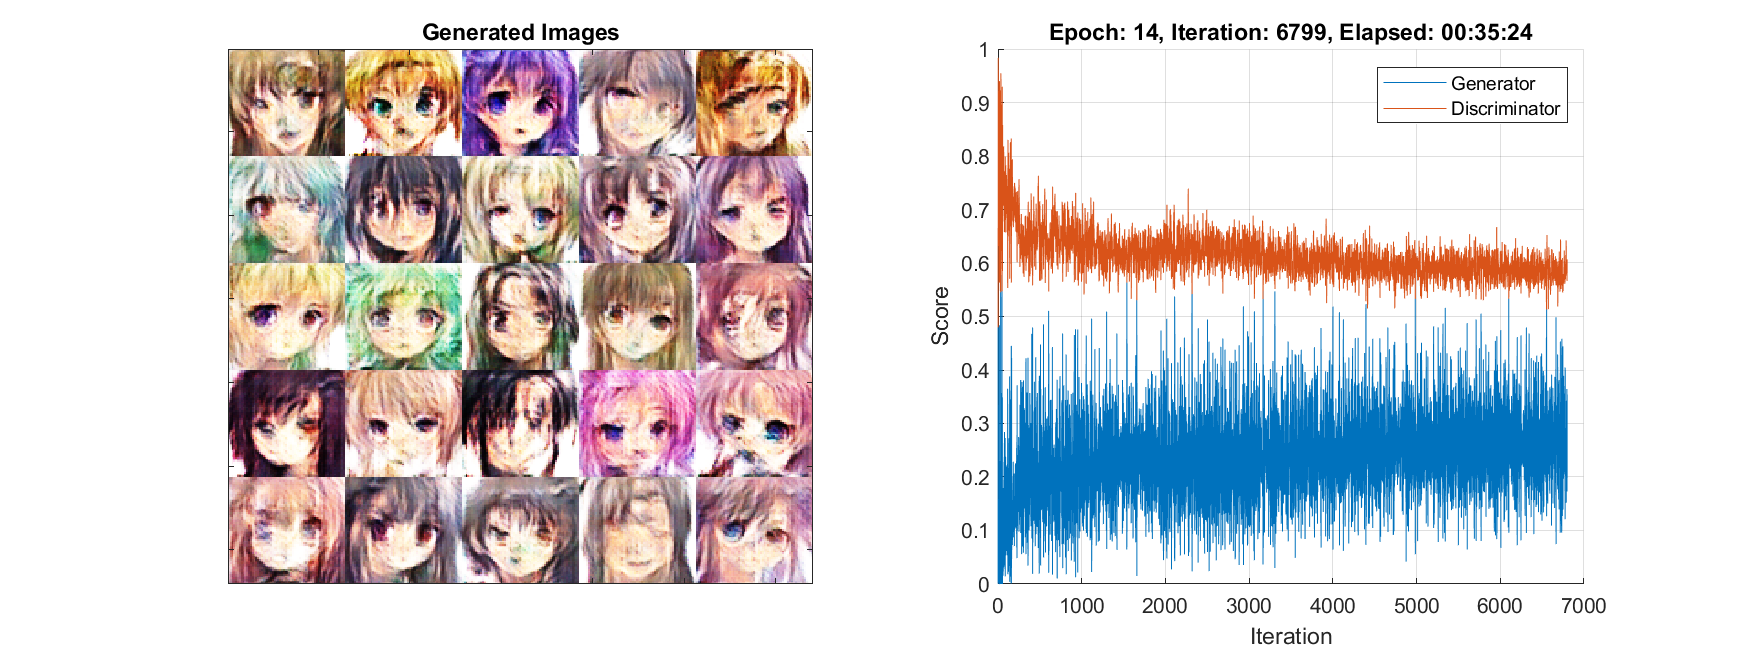 Generated Images
Epoch: 14, Iteration: 6799, Elapsed: 00:35:24
Generator
Discriminator
1
0.9
0.8
0.7
0.6
0.5
0.4
0.3
0.2
0.1
0
Score
0 1000 2000 3000 4000 5000 6000 7000
Iteration